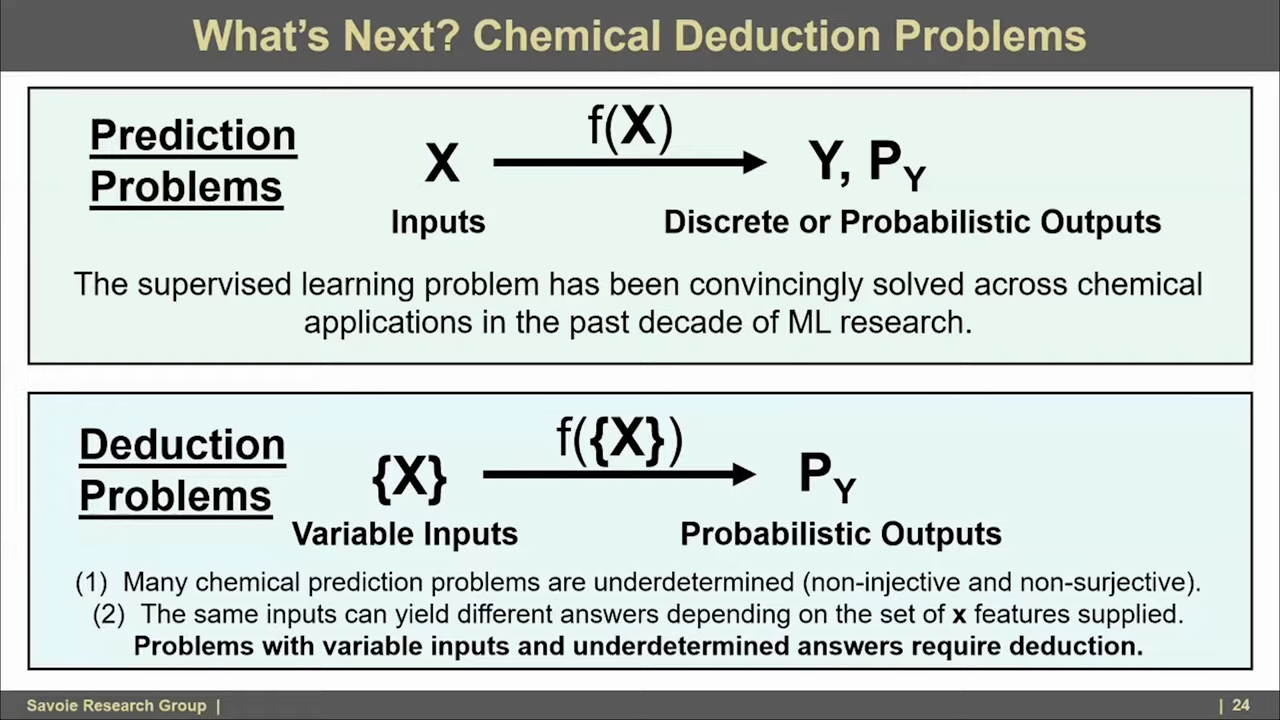 What's Next? Chemical Deduction Problems
Prediction
Problems
f(X)
X
Y, P_Y
Inputs
Discrete or Probabilistic Outputs
The supervised learning problem has been convincingly solved across chemical
applications in the past decade of ML research.
Deduction
Problems
f({X})
{X}
P_Y
Variable Inputs
Probabilistic Outputs
(1) Many chemical prediction problems are underdetermined (non-injective and non-surjective).
(2) The same inputs can yield different answers depending on the set of x features supplied.
Problems with variable inputs and underdetermined answers require deduction.
Savoie Research Group |
| 24